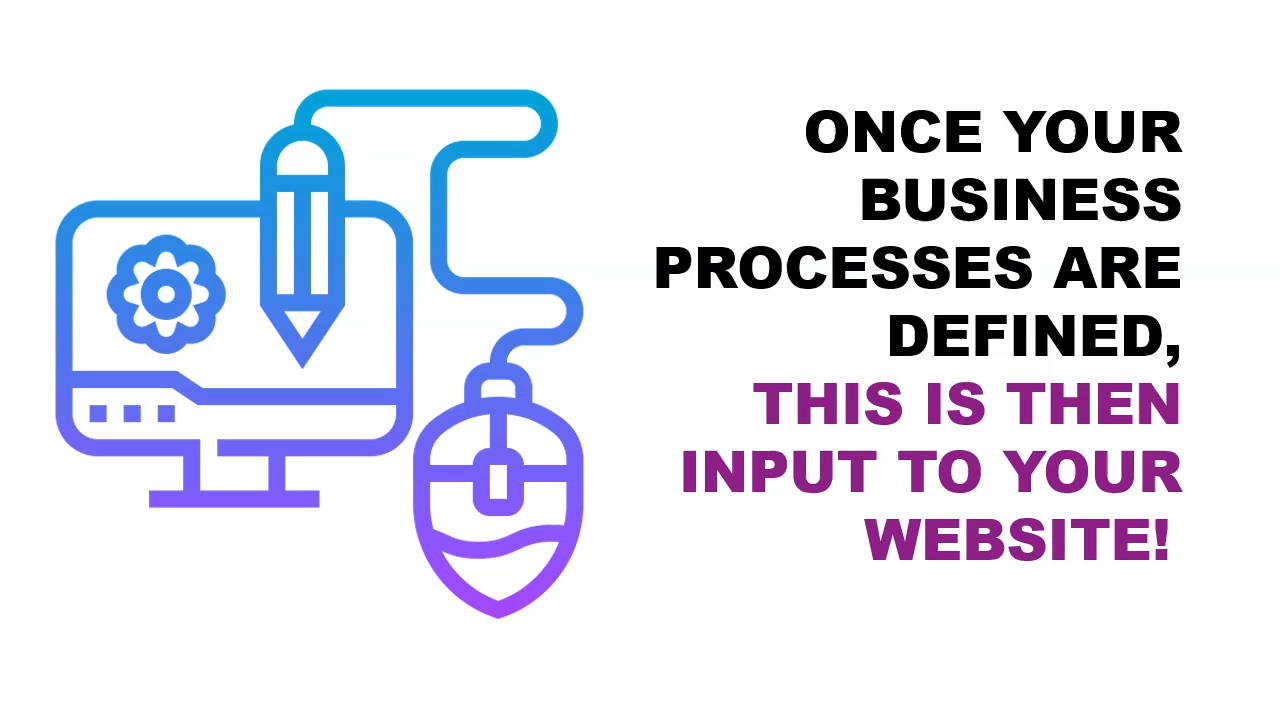 ONCE YOUR
BUSINESS
PROCESSES ARE
DEFINED,
THIS IS THEN
INPUT TO YOUR
WEBSITE!